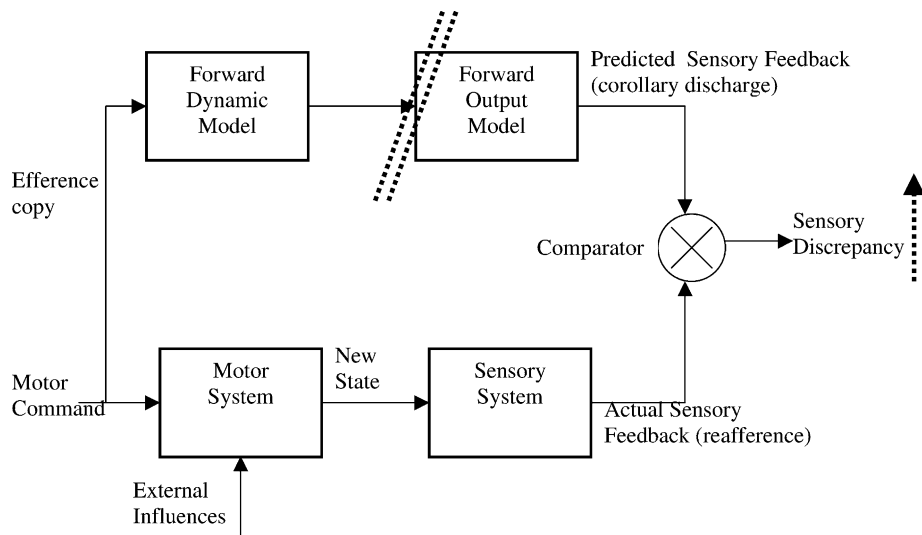 Forward
Dynamic
Model
Forward
Output
Model
Predicted Sensory Feedback
(corollary discharge)
Efference
copy
Comparator
Sensory
Discrepancy
Motor
Command
Motor
System
New
State
Sensory
System
Actual Sensory
Feedback (reafference)
External
Influences